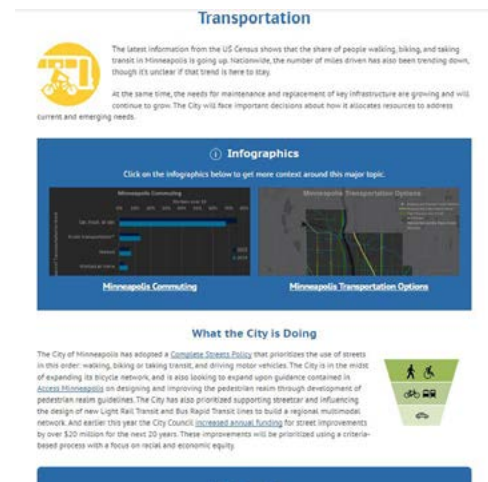 Transportation
The latest information from the US Census shows that the share of people walking, biking, and taking
transit in Minneapolis is going up. Nationwide, the number of miles driven has also been trending down,
though it's unclear if that trend is here to stay.
At the same time, the needs for maintenance and replacement of key infrastructure are growing and will
continue to grow. The City will face important decisions about how it allocates resources to address
current and emerging needs.
Infographics
Click on the infographics below to get more context around this major topic.
Minneapolis Commuting
Minneapolis Transportation Options
Car, truck, or van
Public transportation*
Walked
Worked at home
Minneapolis Commuting
Minneapolis Transportation Options
What the City is Doing
The City of Minneapolis has adopted a Complete Streets Policy that prioritizes the use of streets
in this order: walking, biking or taking transit, and driving motor vehicles. The City is in the midst
of expanding its bicycle network, and is also looking to expand upon guidance contained in
Access Minneapolis on designing and improving the pedestrian realm through development of
pedestrian realm guidelines. The City has also prioritized supporting streetcar and influencing
the design of new Light Rail Transit and Bus Rapid Transit lines to build a regional multimodal
network. And earlier this year the City Council increased annual funding for street improvements
by over $20 million for the next 20 years. These improvements will be prioritized using a criteria-
based process with a focus on racial and economic equity.